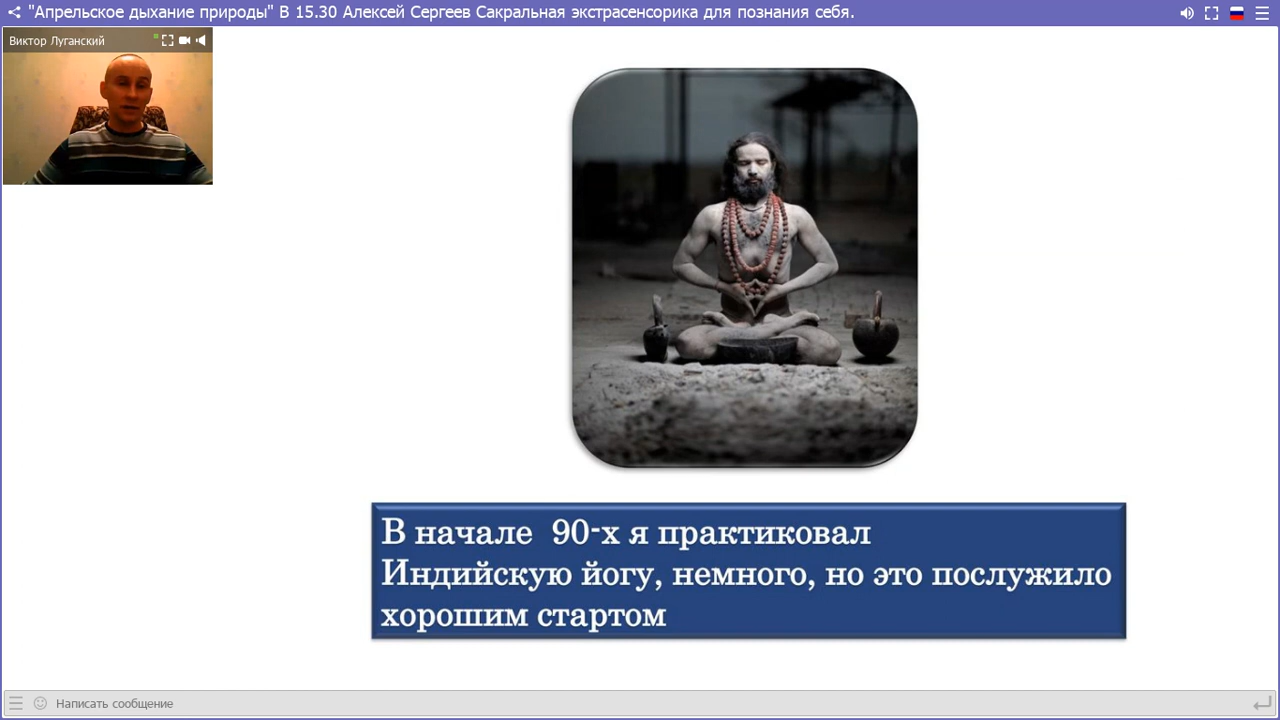 "Апрельское дыхание природы" В 15.30 Алексей Сергеев Сакральная экстрасенсорика для познания себя.
Виктор Луганский
В начале 90-х я практиковал
Индийскую йогу, немного, но это послужило
хорошим стартом
Написать сообщение